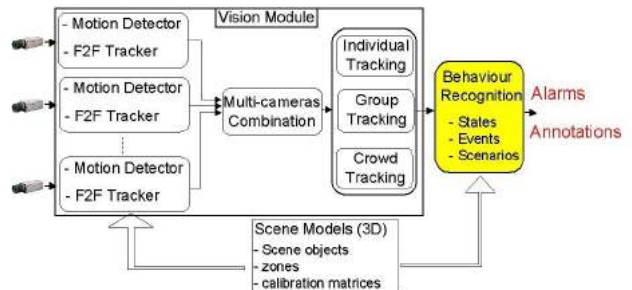 Vision Module
- Motion Detector
- F2F Tracker
- Motion Detector
- F2F Tracker
- Motion Detector
- F2F Tracker
Multi-cameras
Combination
Individual
Tracking
Group
Tracking
Crowd
Tracking
Behaviour
Recognition
- States
- Events
- Scenarios
Alarms
Annotations
Scene Models (3D)
- Scene objects
- zones
- calibration matrices